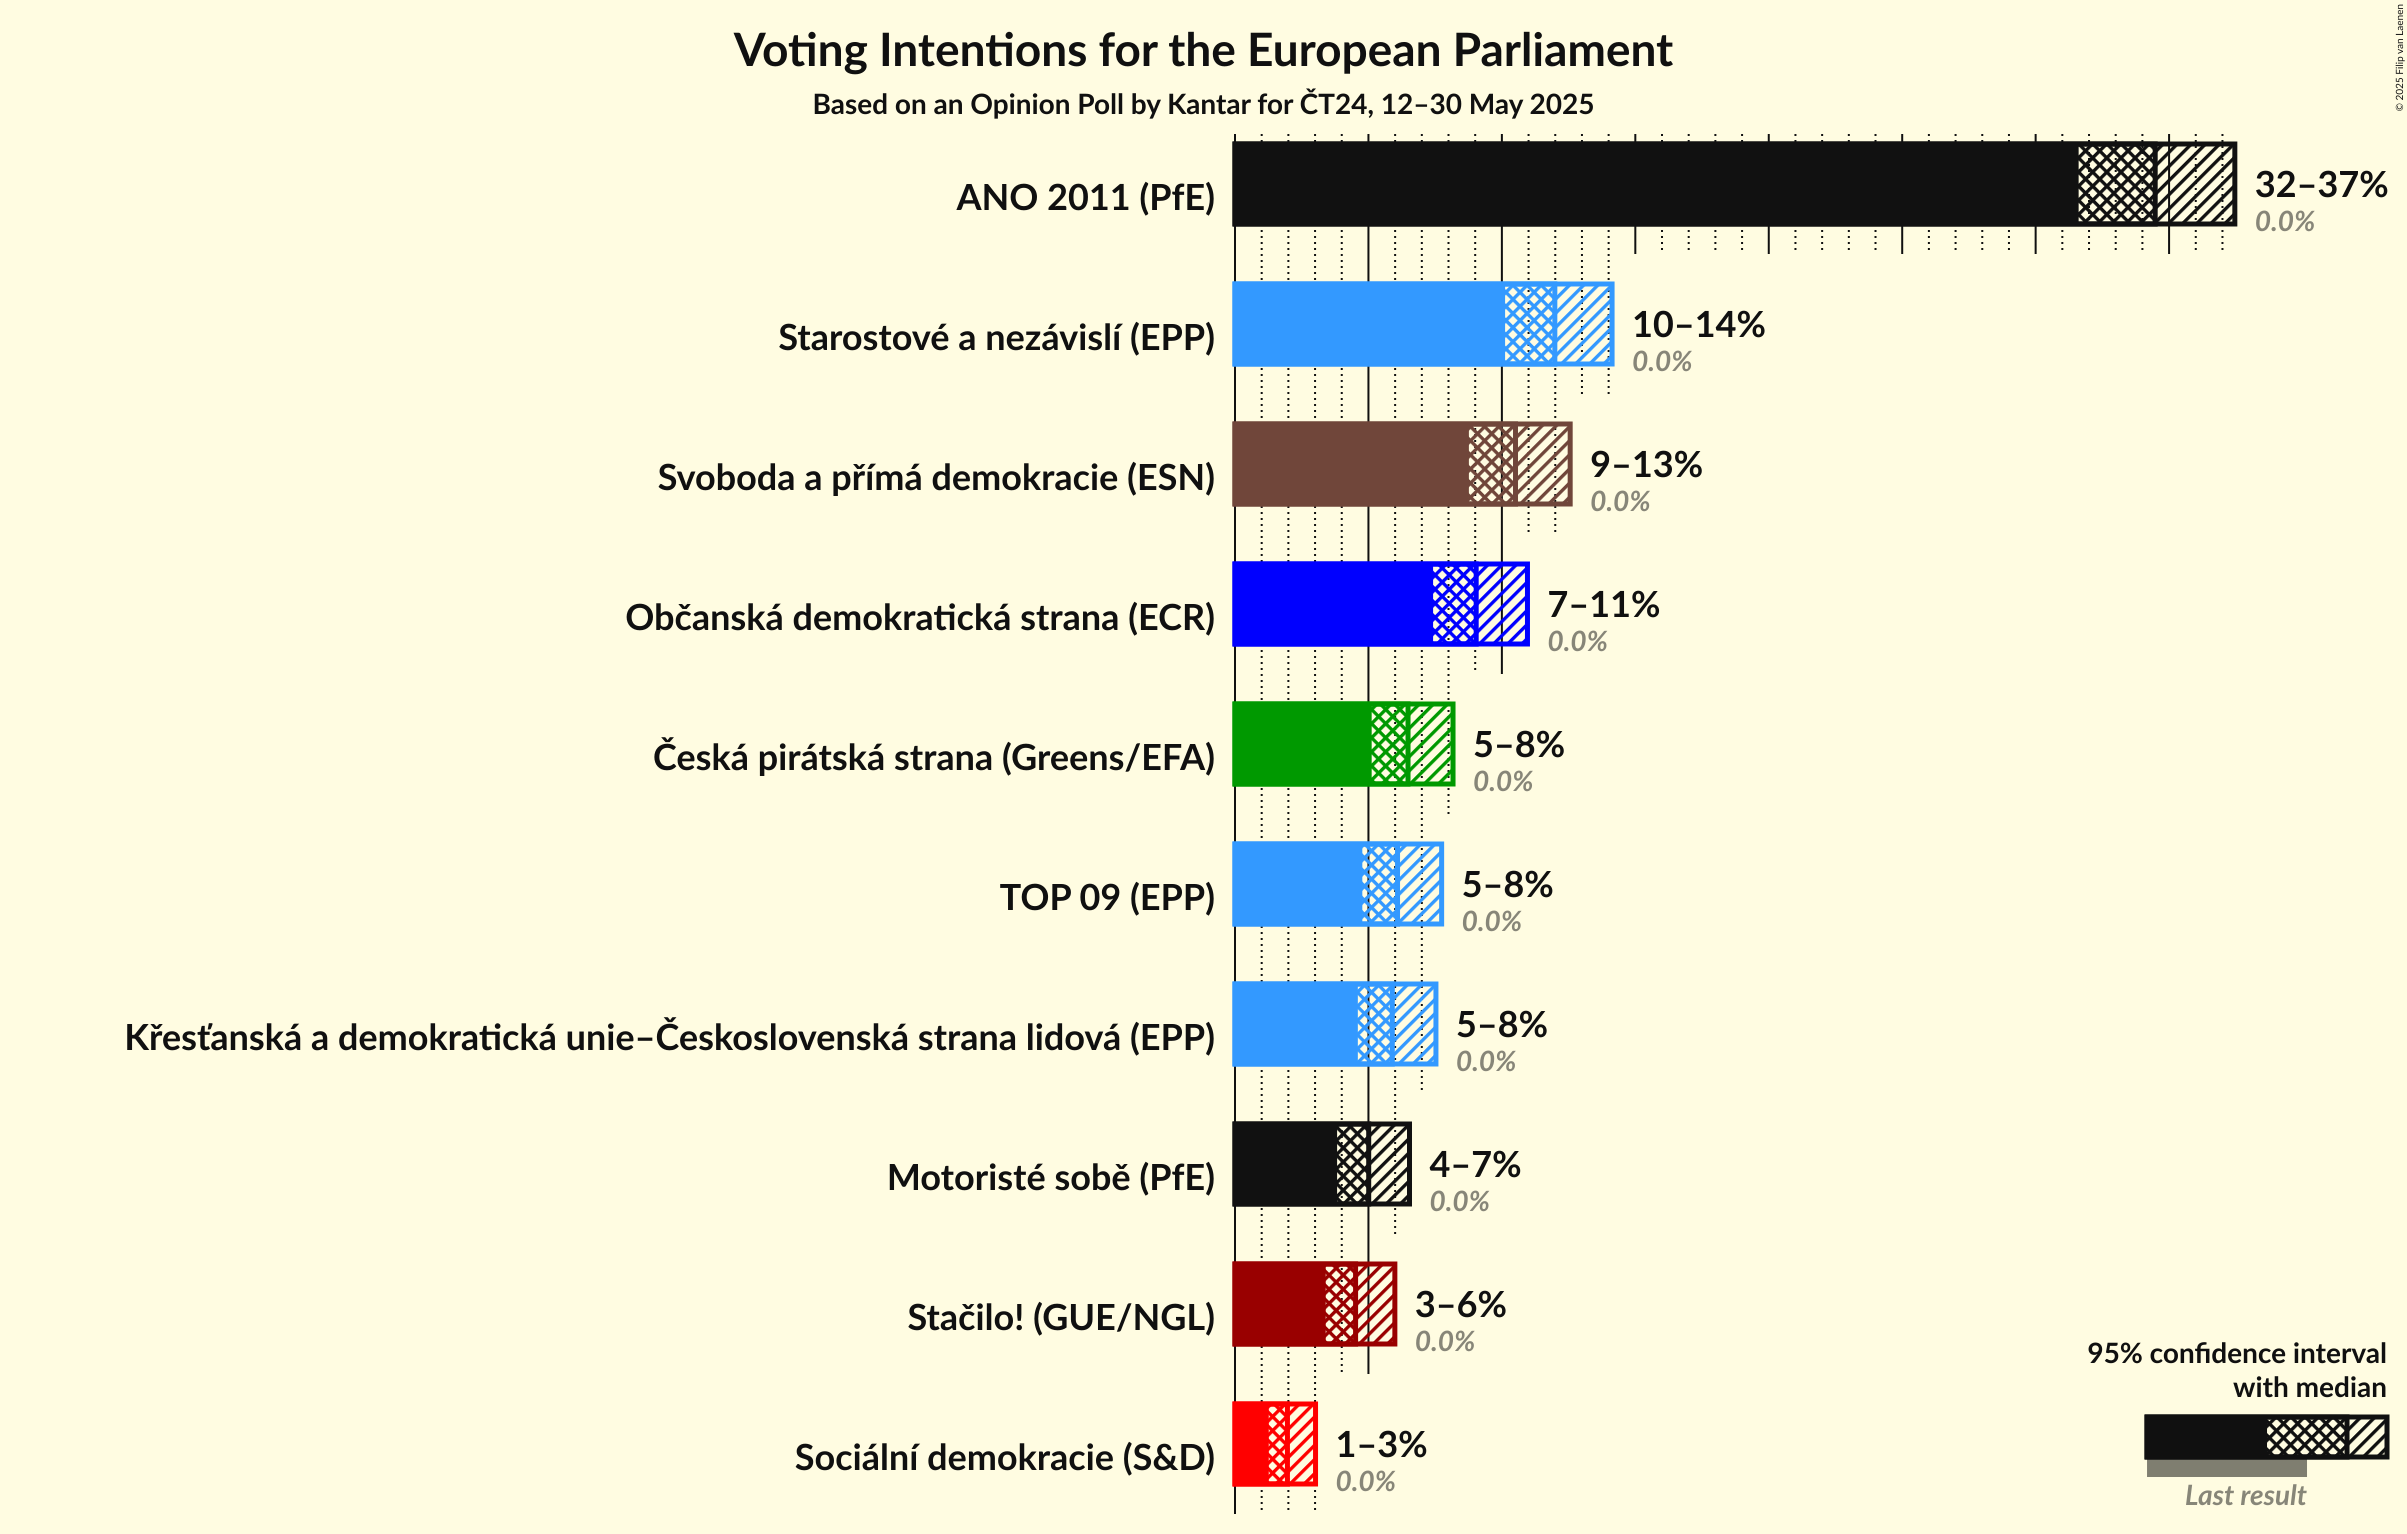 Voting Intentions for the European Parliament
Based on an Opinion Poll by Kantar for ČT24, 12–30 May 2025
© 2025 Filip van Laenen
ANO 2011 (PfE)
32–37%
0.0%
Starostové a nezávislí (EPP)
10–14%
0.0%
Svoboda a přímá demokracie (ESN)
9–13%
0.0%
Občanská demokratická strana (ECR)
7–11%
0.0%
Česká pirátská strana (Greens/EFA)
5–8%
0.0%
TOP 09 (EPP)
5–8%
0.0%
Křesťanská a demokratická unie–Československá strana lidová (EPP)
5–8%
0.0%
Motoristé sobě (PfE)
4–7%
0.0%
Stačilo! (GUE/NGL)
3–6%
0.0%
Sociální demokracie (S&D)
1–3%
0.0%
95% confidence interval
with median
Last result